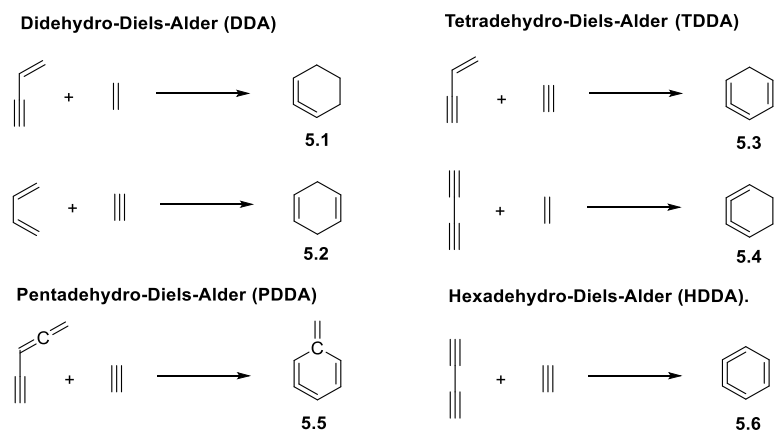 Didehydro-Diels-Alder (DDA)
+
5.1
+
5.2
Tetradehydro-Diels-Alder (TDDA)
+
5.3
+
5.4
Pentadehydro-Diels-Alder (PDDA)
C
+
C
5.5
Hexadehydro-Diels-Alder (HDDA).
+
5.6